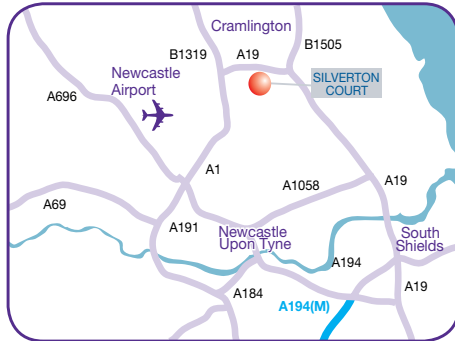 Cramlington
B1319
A19
B1505
Newcastle
Airport
SILVERTON
COURT
A696
A1
A1058
A19
A69
A191
Newcastle
Upon Tyne
South
Shields
A194
A184
A194(M)
A19